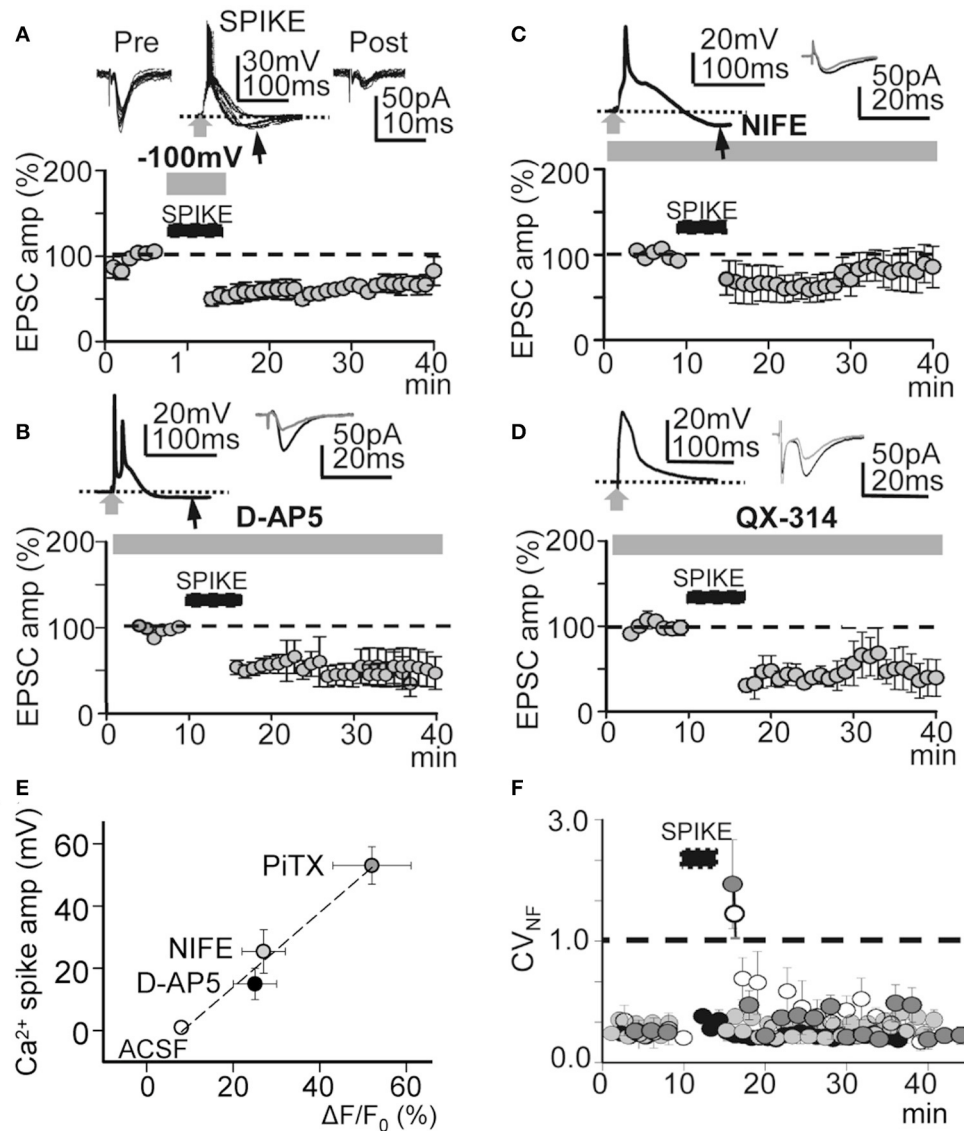 A
Pre
SPIKE
Post
30mV
100ms
50pA
10ms
-100mV
SPIKE
EPSC amp (%)
200
100
0
0 1 10 20 30 40
min
C
20mV
100ms
50pA
20ms
NIFE
SPIKE
EPSC amp (%)
200
100
0
0 10 20 30 40
min
B
20mV
100ms
50pA
20ms
D-AP5
SPIKE
EPSC amp (%)
200
100
0
0 10 20 30 40
min
D
20mV
100ms
50pA
20ms
QX-314
SPIKE
EPSC amp (%)
200
100
0
0 10 20 30 40
min
E
Ca²⁺ spike amp (mV)
60
40
20
0
PiTX
NIFE
D-AP5
ACSF
0 20 40 60
ΔF/F₀ (%)
F
SPIKE
CV_NF
3.0
1.0
0.0
0 10 20 30 40
min